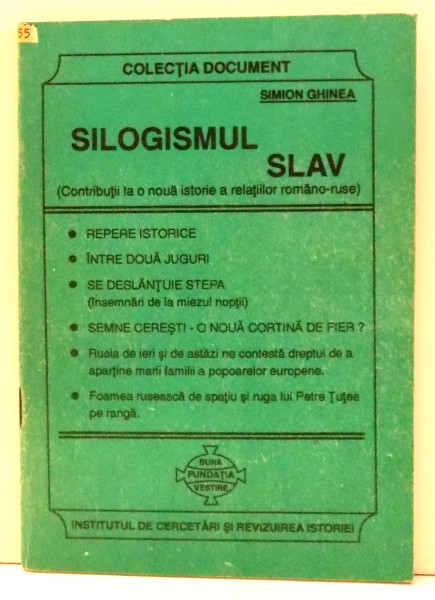 55
COLECȚIA DOCUMENT
SIMION GHINEA
SILOGISMUL
SLAV
(Contribuții la o nouă istorie a relațiilor româno-ruse)
• REPERE ISTORICE
• ÎNTRE DOUĂ JUGURI
• SE DESLĂNȚUIE STEPA
(însemnări de la miezul nopții)
• SEMNE CEREȘTI - O NOUĂ CORTINĂ DE FIER ?
• Rusia de ieri și de astăzi ne contestă dreptul de a
aparține marii familii a popoarelor europene.
• Foamea rusească de spațiu și ruga lui Petre Țuțea
pe rangă.
BUNA
FUNDAȚIA
VESTIRE
INSTITUTUL DE CERCETĂRI ȘI REVIZUIREA ISTORIEI